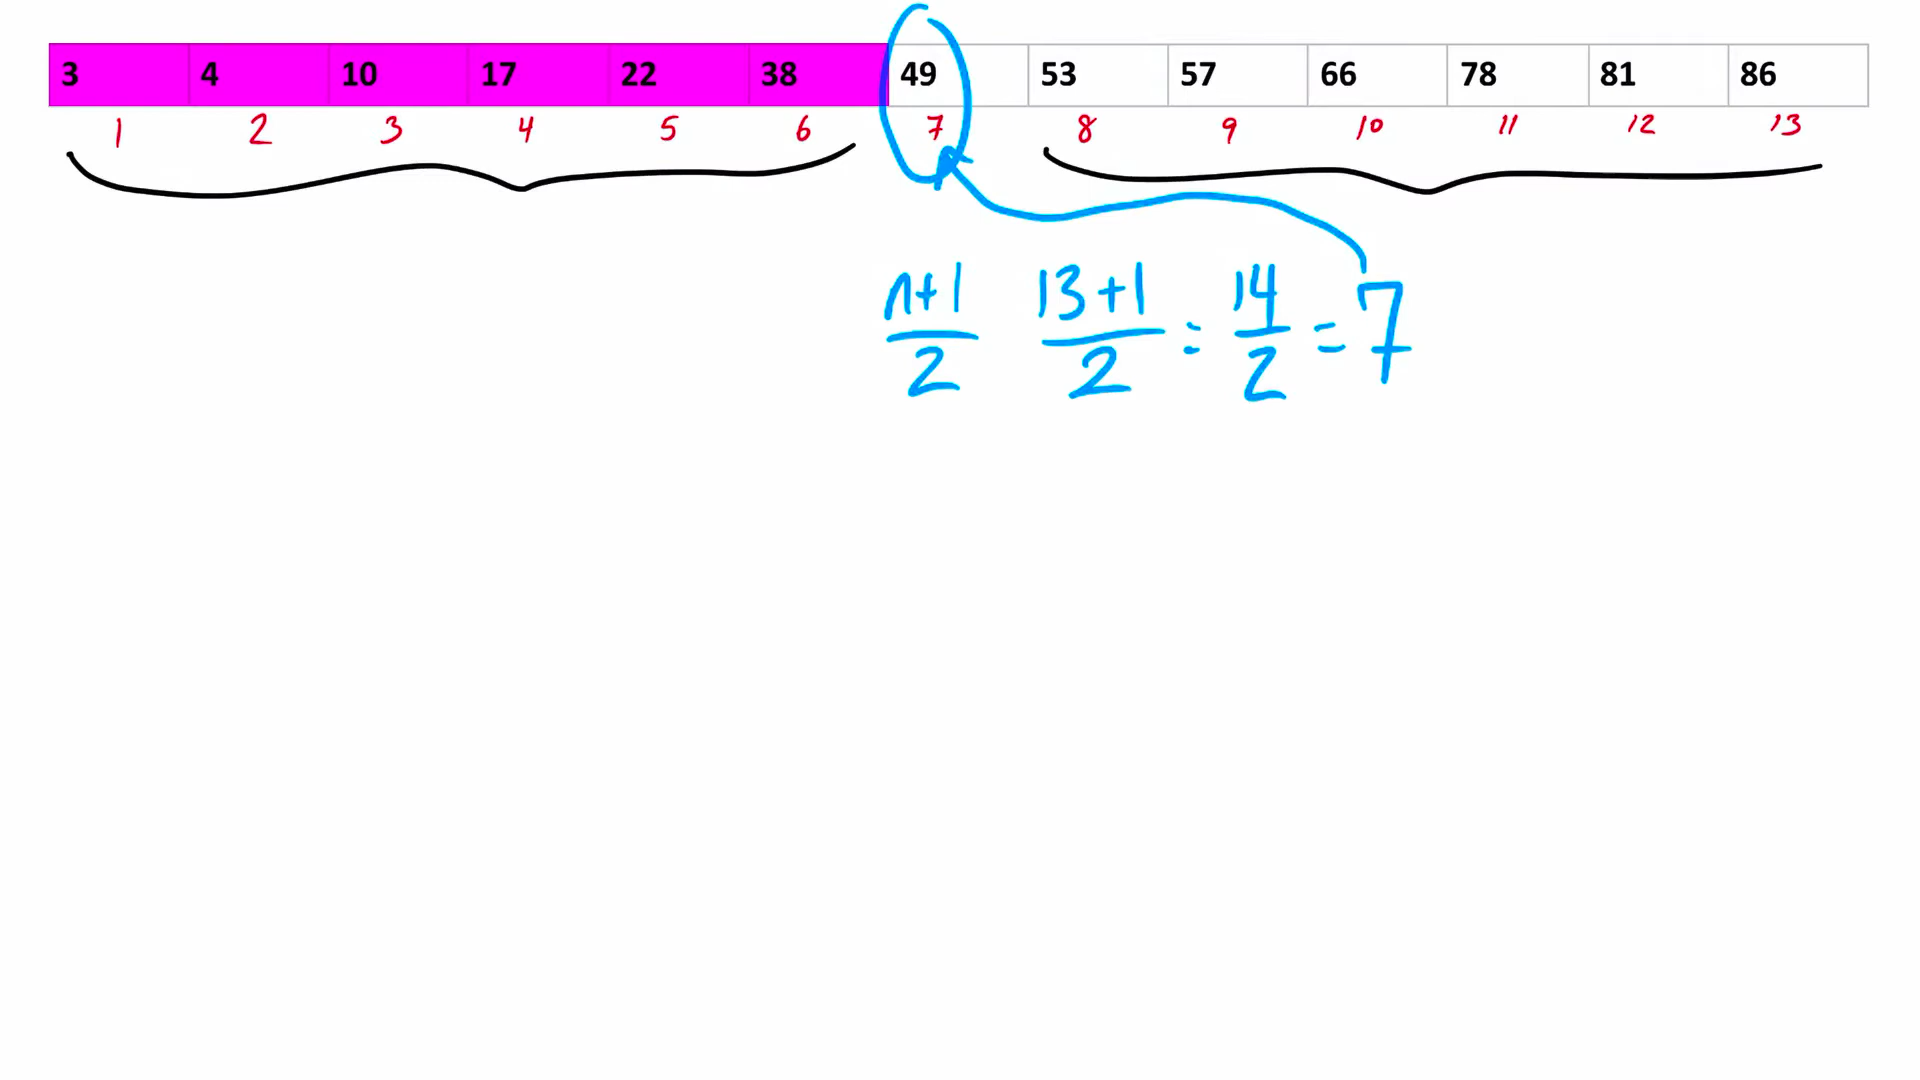 3 4 10 17 22 38 49 53 57 66 78 81 86
1 2 3 4 5 6 7 8 9 10 11 12 13
n+1 13+1 14
2 2 = 2 = 7